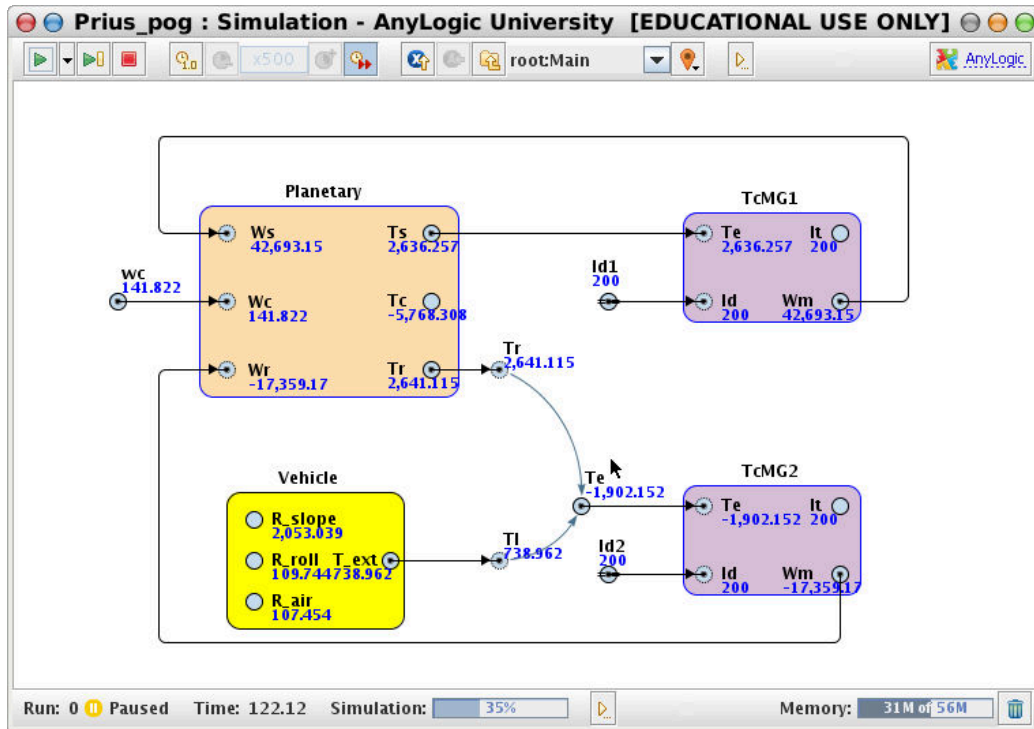 Prius_pog : Simulation - AnyLogic University [EDUCATIONAL USE ONLY]
1.0 x500 root:Main AnyLogic
Planetary
Ws Ts
42,693.15 2,636.257
wc
141.822
Wc Tc
141.822 -5,768.308
Wr Tr
-17,359.17 2,641.115
Tr
2,641.115
TcMG1
Te It
2,636.257 200
Id1
200
Id Wm
200 42,693.15
Vehicle
R_slope
2,053.039
R_roll T_ext
109.744738.962
R_air
107.454
Te
-1,902.152
Tl
738.962
TcMG2
Te It
-1,902.152 200
Id2
200
Id Wm
200 -17,359.17
Run: 0 Paused Time: 122.12 Simulation: 35% Memory: 31M of 56M